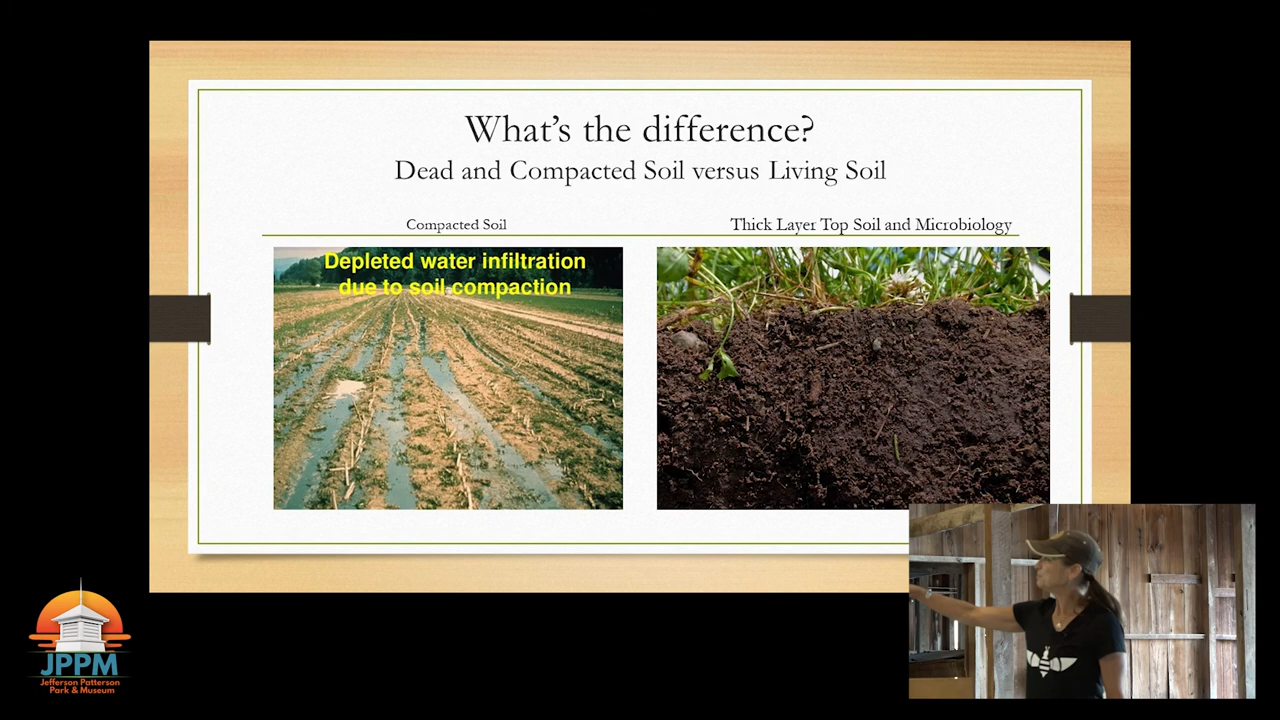 What's the difference?
Dead and Compacted Soil versus Living Soil
Compacted Soil
Thick Layer Top Soil and Microbiology
Depleted water infiltration
due to soil compaction
JPPM
Jefferson Patterson
Park & Museum